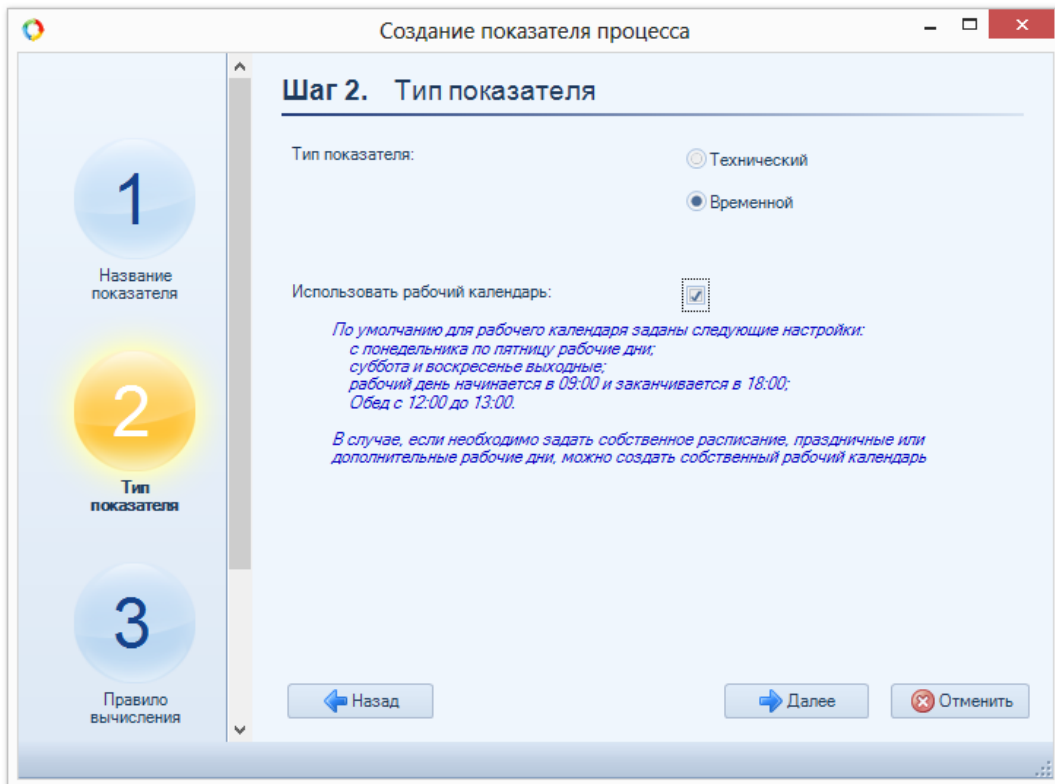 Создание показателя процесса
1
Название
показателя
2
Тип
показателя
3
Правило
вычисления
Шаг 2. Тип показателя
Тип показателя:
Технический
Временной
Использовать рабочий календарь:
По умолчанию для рабочего календаря заданы следующие настройки:
с понедельника по пятницу рабочие дни;
суббота и воскресенье выходные;
рабочий день начинается в 09:00 и заканчивается в 18:00;
Обед с 12:00 до 13:00.
В случае, если необходимо задать собственное расписание, праздничные или
дополнительные рабочие дни, можно создать собственный рабочий календарь
Назад
Далее
Отменить